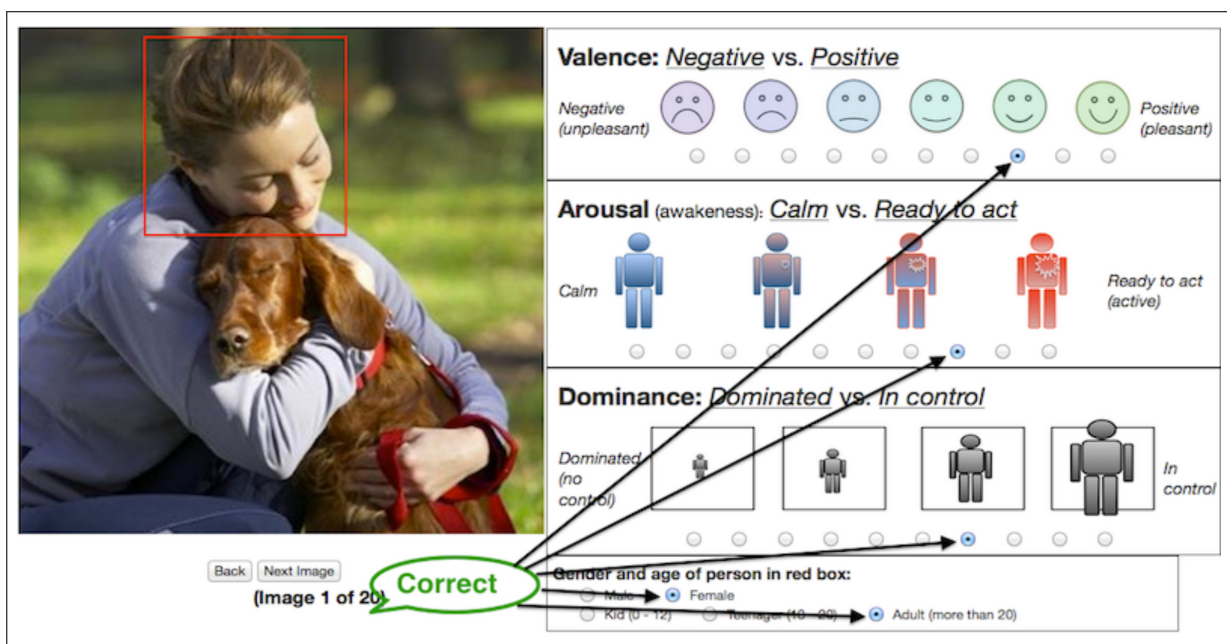 Valence: Negative vs. Positive
Negative
(unpleasant)
Positive
(pleasant)
Arousal (awakeness): Calm vs. Ready to act
Calm
Ready to act
(active)
Dominance: Dominated vs. In control
Dominated
(no
control)
In
control
Back Next Image
(Image 1 of 20)
Correct
Gender and age of person in red box:
Male Female
Kid (0 - 12) Teenager (13 - 20) Adult (more than 20)